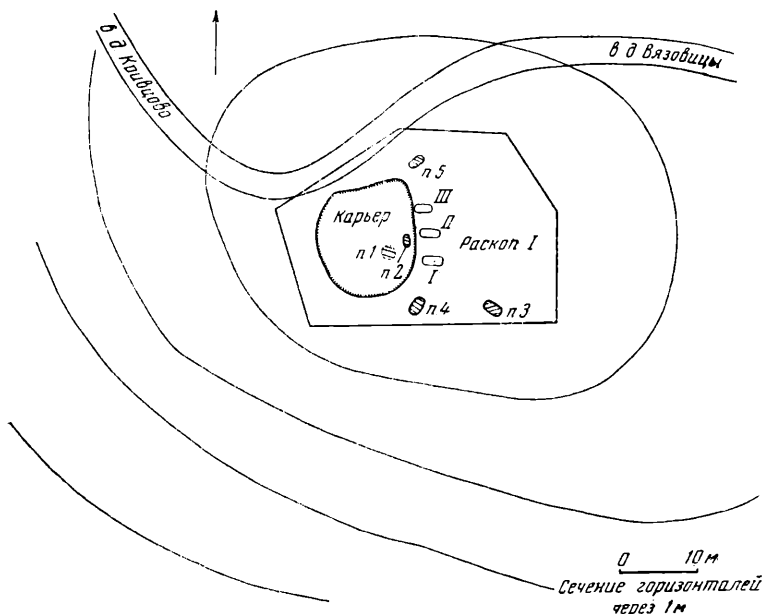 в д Кривцово
в д Вязовицы
п 5
III
Карьер
II
Раскоп I
п 1
п 2
I
п 4
п 3
0 10 м
Сечение горизонталей
через 1 м